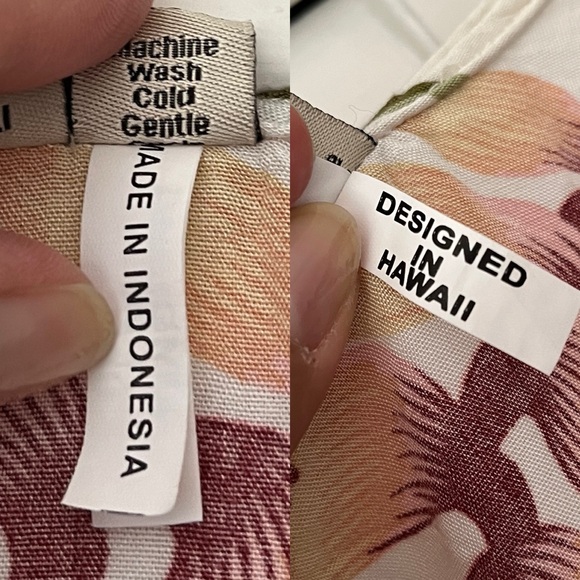 Machine
Wash
Cold
Gentle
MADE IN INDONESIA
DESIGNED
IN
HAWAII